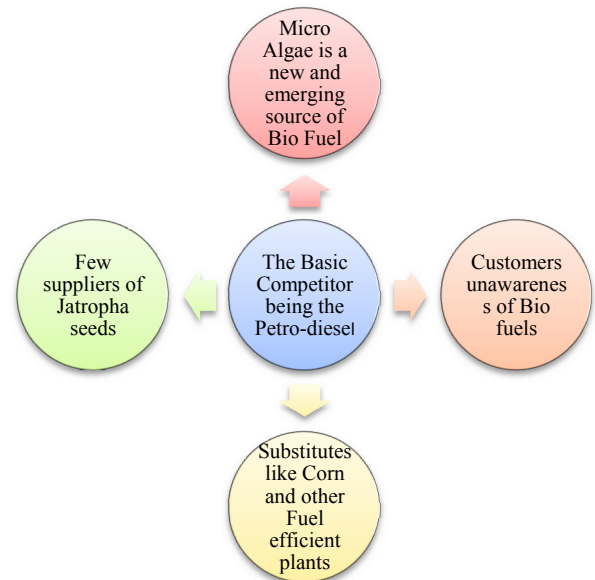 Micro
Algae is a
new and
emerging
source of
Bio Fuel
Few
suppliers of
Jatropha
seeds
The Basic
Competitor
being the
Petro-diesel
Customers
unawarenes
s of Bio
fuels
Substitutes
like Corn
and other
Fuel
efficient
plants